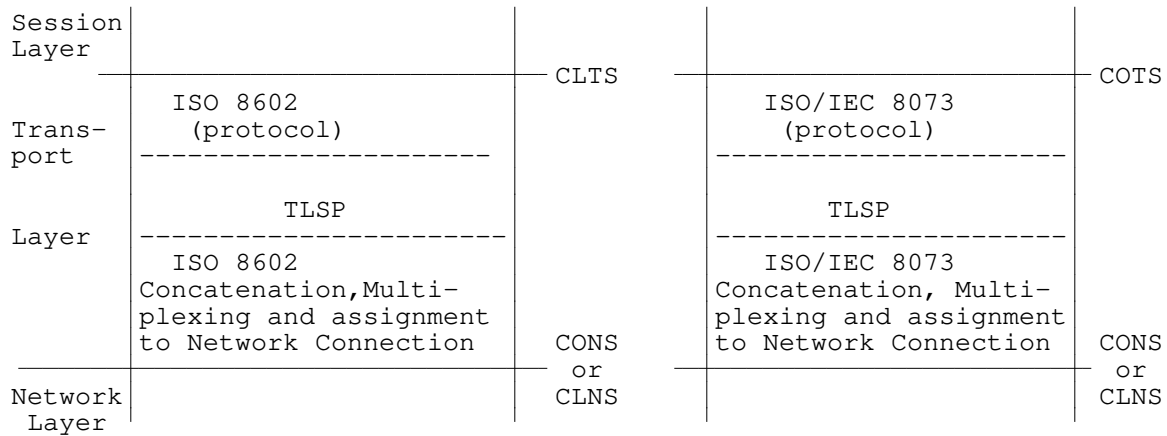 Session
Layer
CLTS COTS
ISO 8602 ISO/IEC 8073
Trans- (protocol) (protocol)
port
TLSP TLSP
Layer
ISO 8602 ISO/IEC 8073
Concatenation,Multi- Concatenation, Multi-
plexing and assignment plexing and assignment
to Network Connection CONS to Network Connection CONS
or or
Network CLNS CLNS
Layer